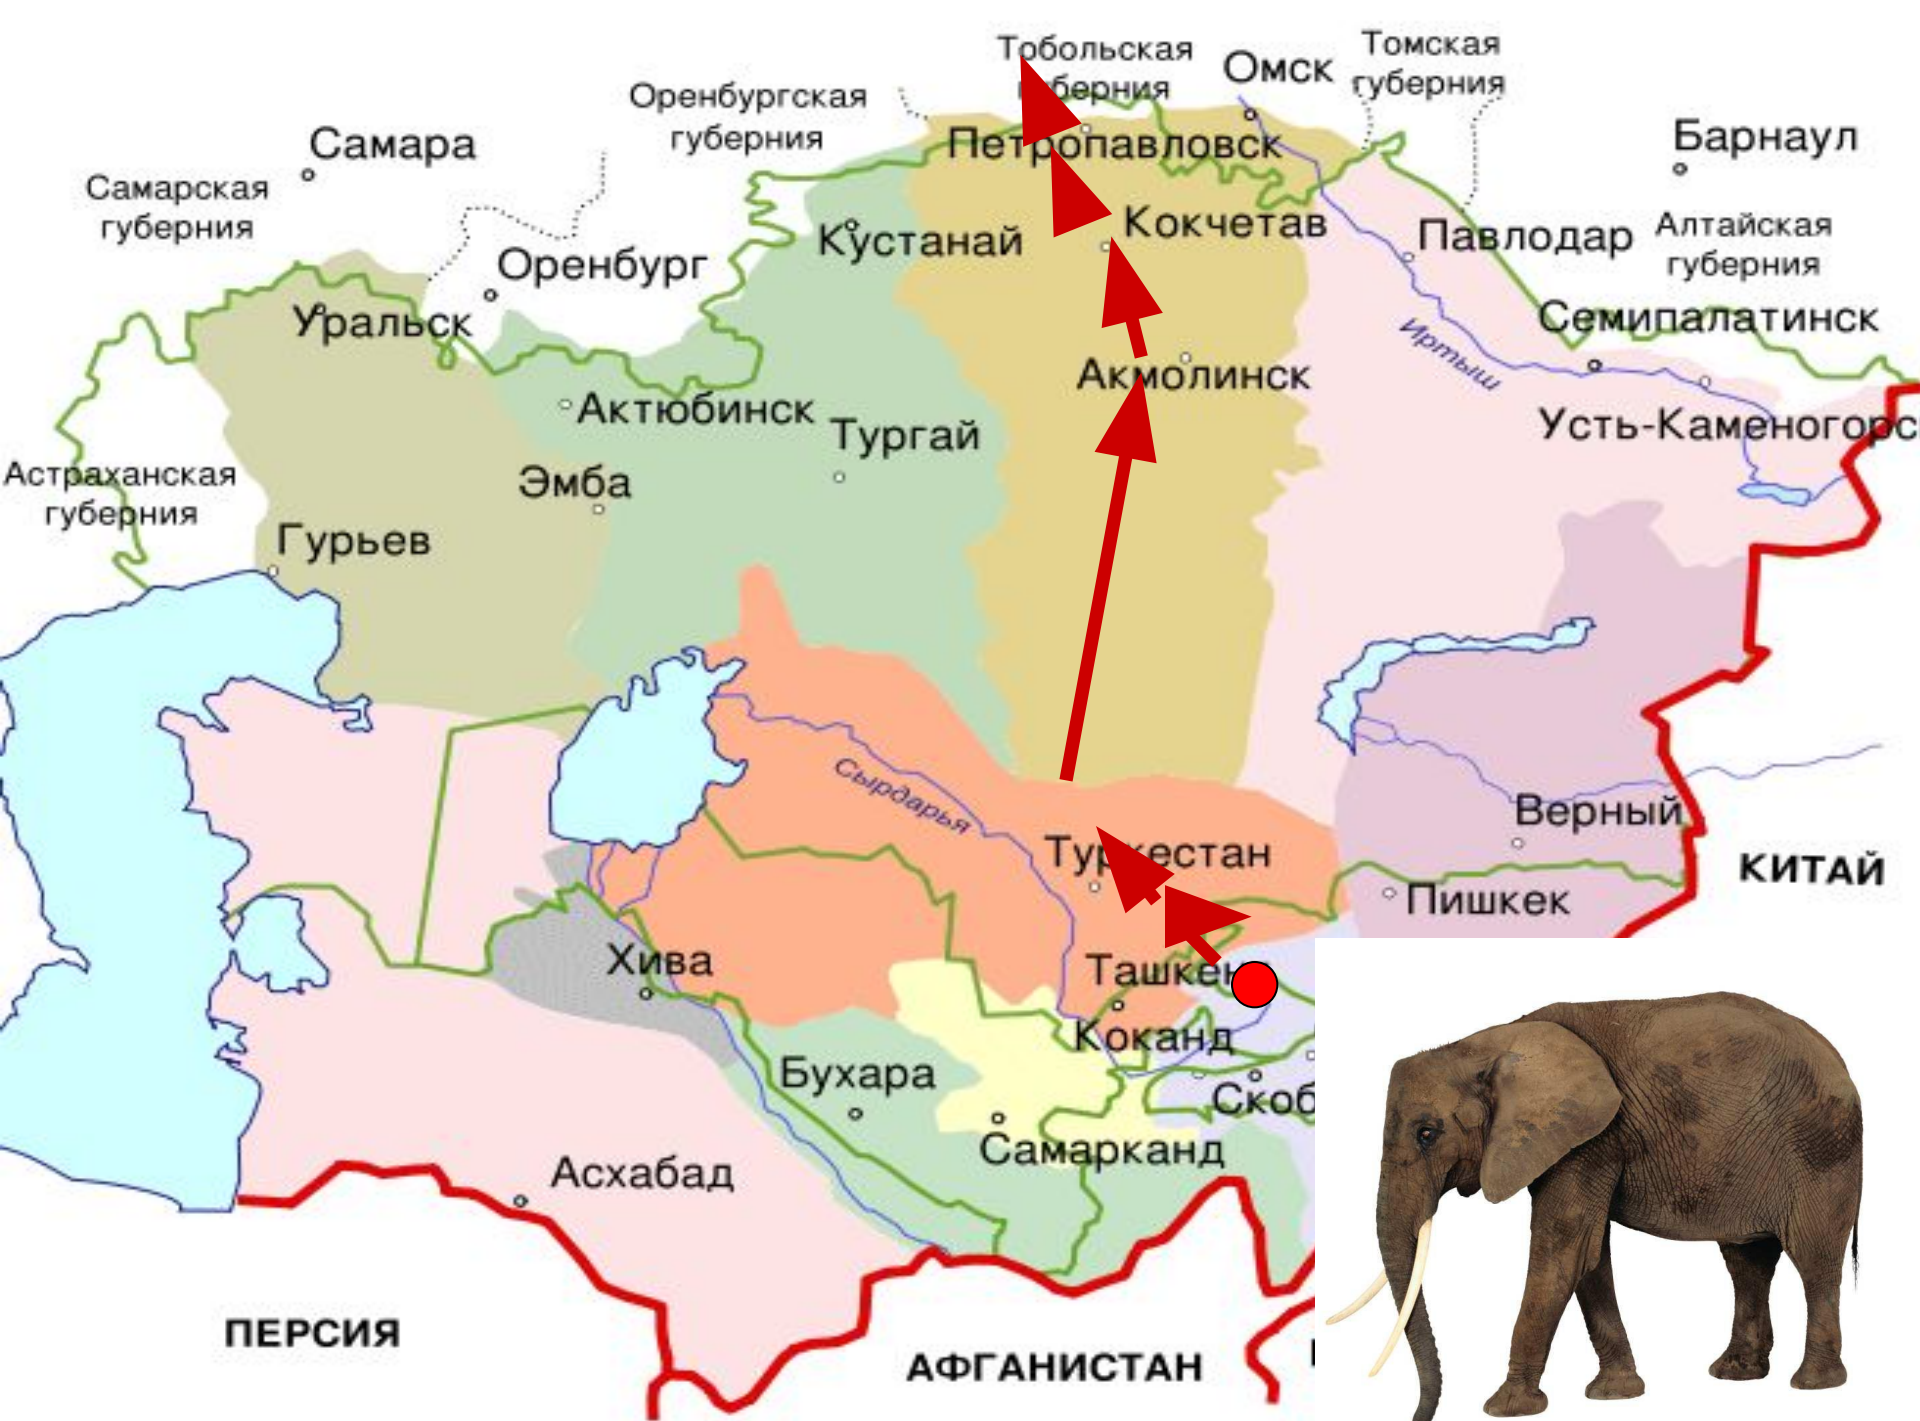 Тобольская
губерния
Томская
губерния
Омск
Оренбургская
губерния
Самара
Петропавловск
Барнаул
Самарская
губерния
Кустанай
Кокчетав
Павлодар
Алтайская
губерния
Оренбург
Уральск
Семипалатинск
Иртыш
Акмолинск
Актюбинск
Тургай
Усть-Каменогорс
Астраханская
губерния
Эмба
Гурьев
Сырдарья
Верный
Туркестан
КИТАЙ
Пишкек
Хива
Ташкен
Коканд
Бухара
Скоб
Самарканд
Асхабад
ПЕРСИЯ
АФГАНИСТАН